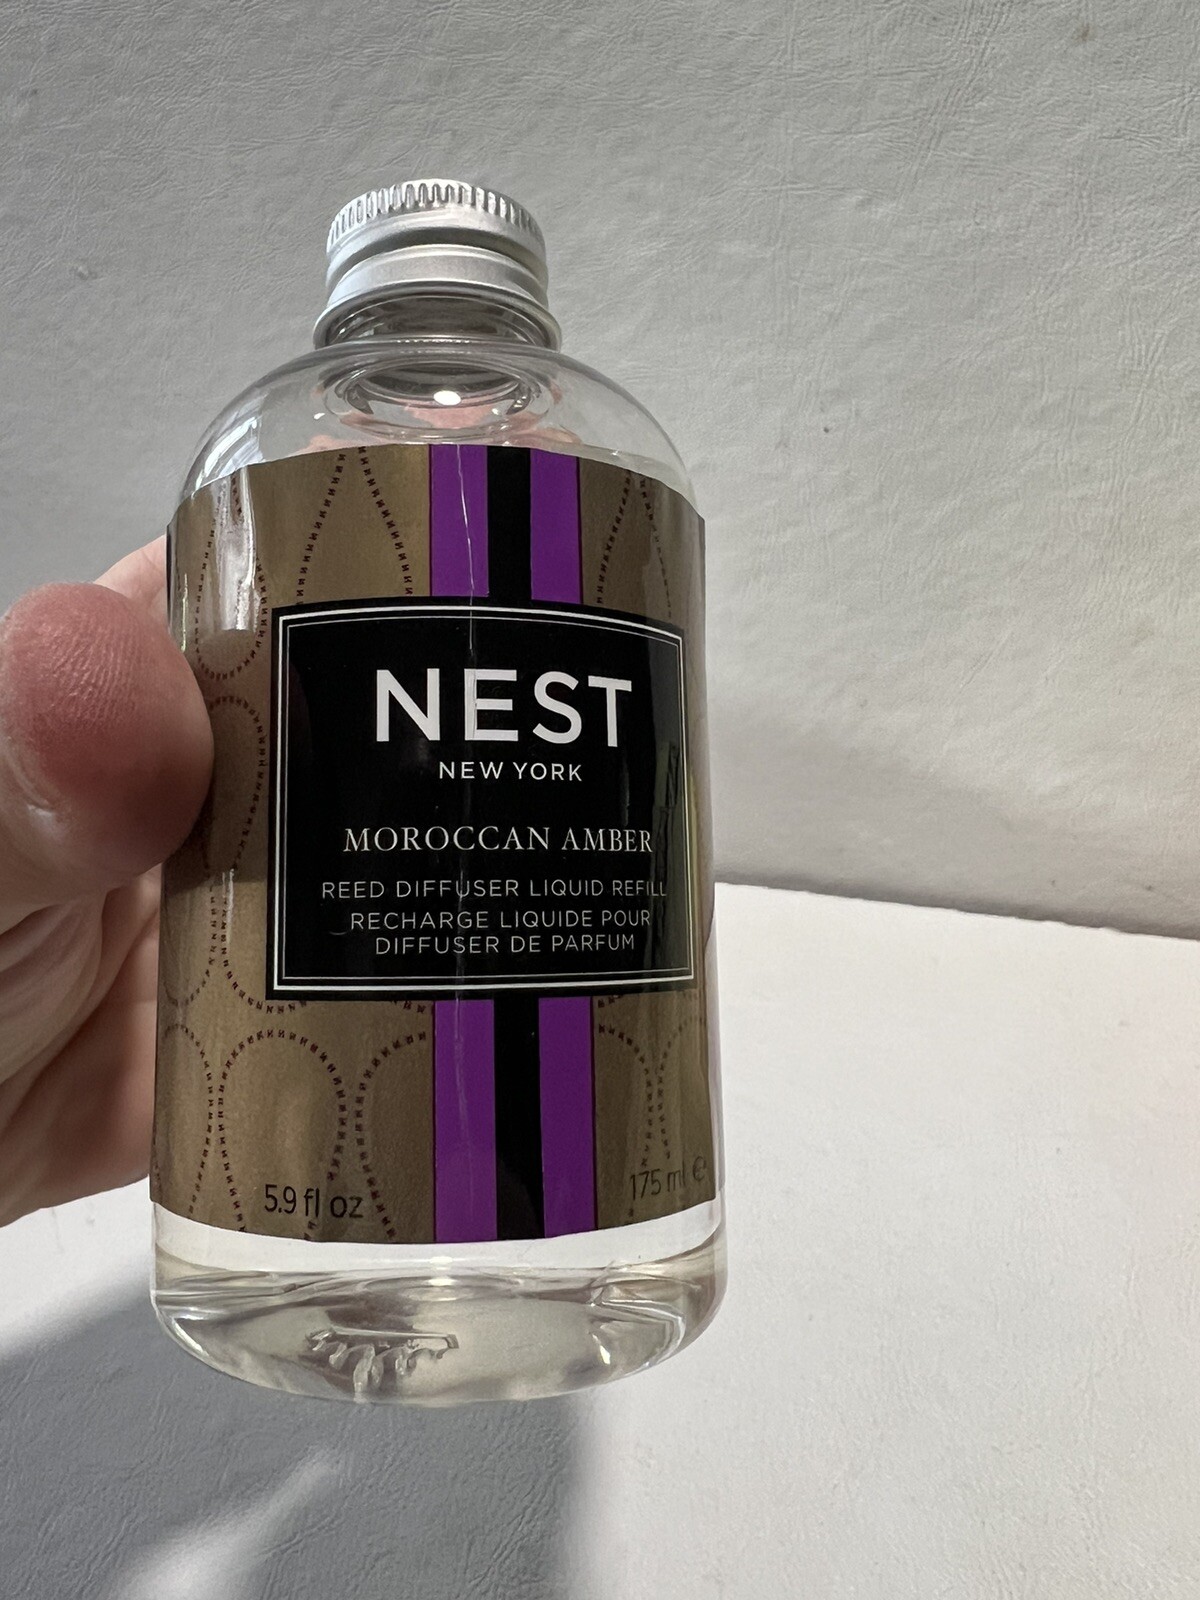 NEST
NEW YORK
MOROCCAN AMBER
REED DIFFUSER LIQUID REFILL
RECHARGE LIQUIDE POUR
DIFFUSER DE PARFUM
5.9 fl oz
175 ml ℮